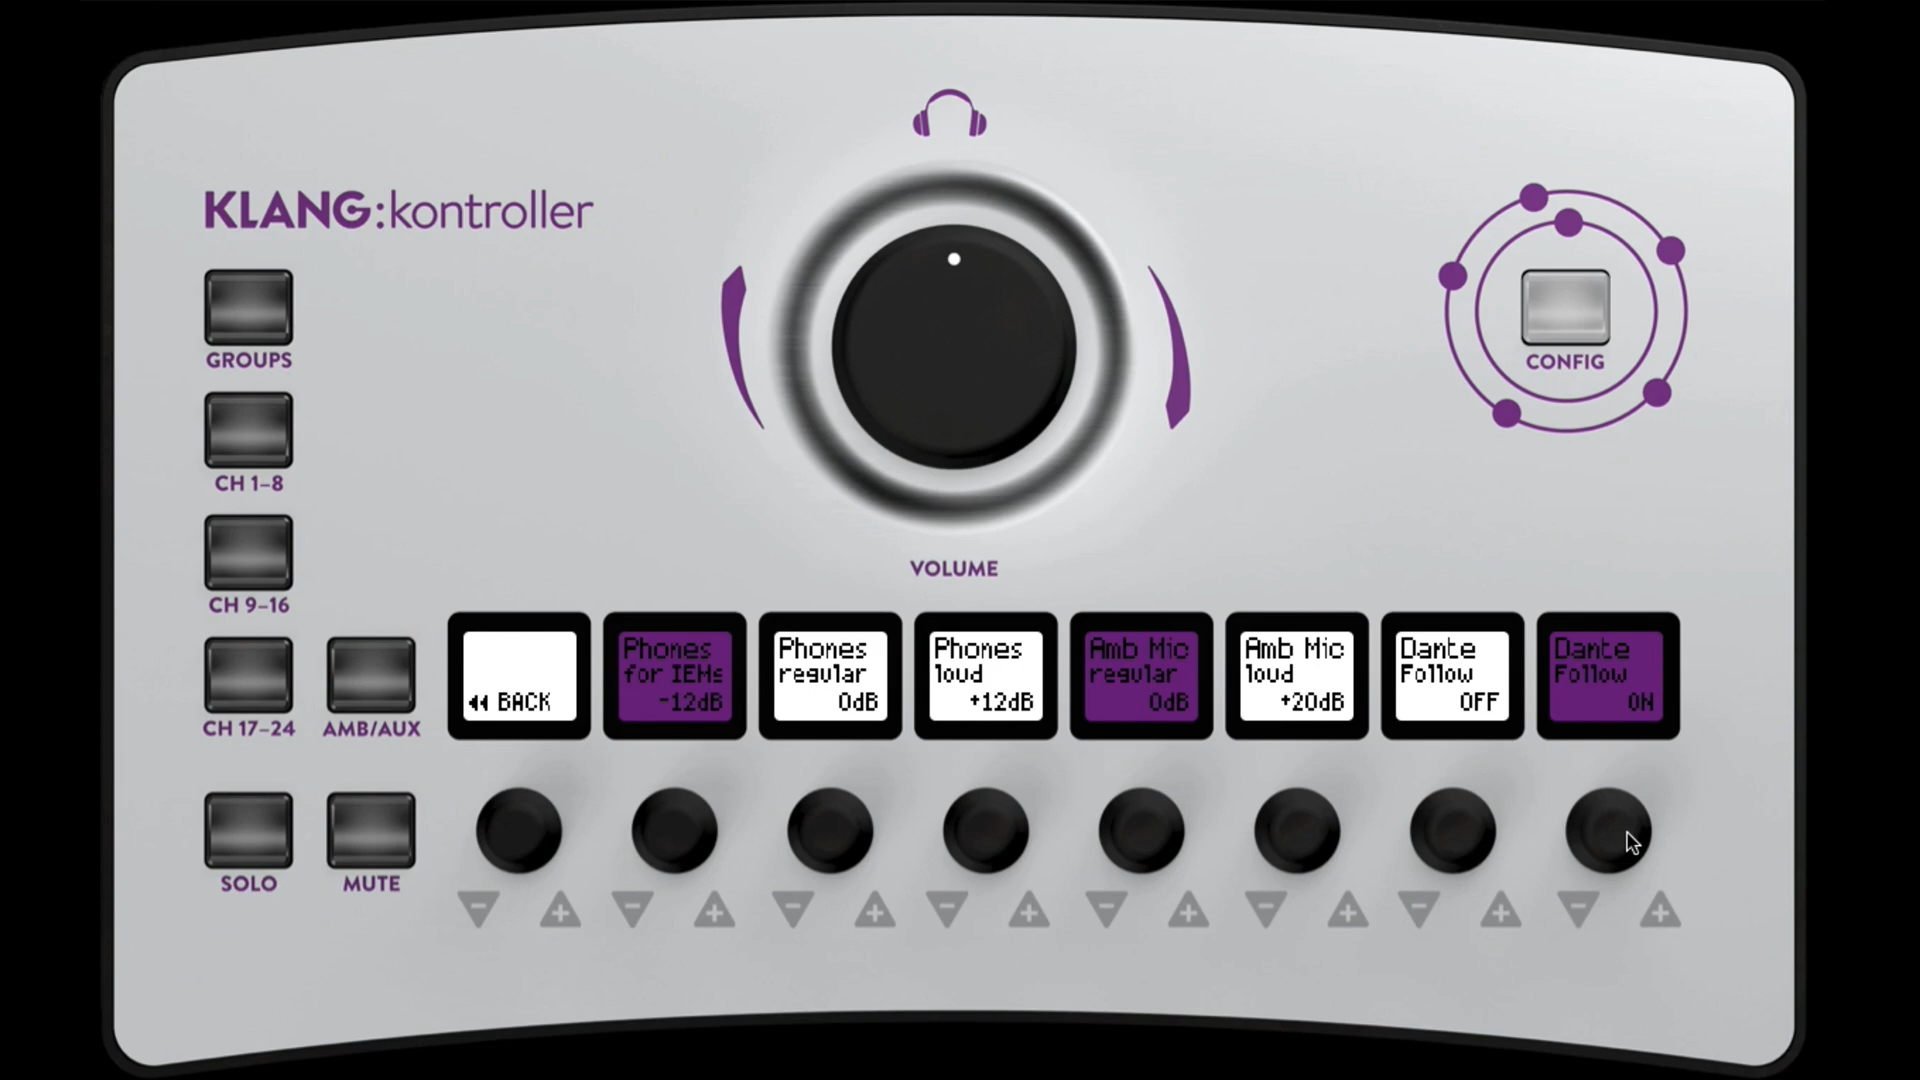 KLANG:kontroller
GROUPS
CONFIG
CH 1–8
VOLUME
CH 9–16
BACK
Phones
for IEMs
-12dB
Phones
regular
0dB
Phones
loud
+12dB
Amb Mic
regular
0dB
Amb Mic
loud
+20dB
Dante
Follow
OFF
Dante
Follow
ON
CH 17–24
AMB/AUX
SOLO
MUTE